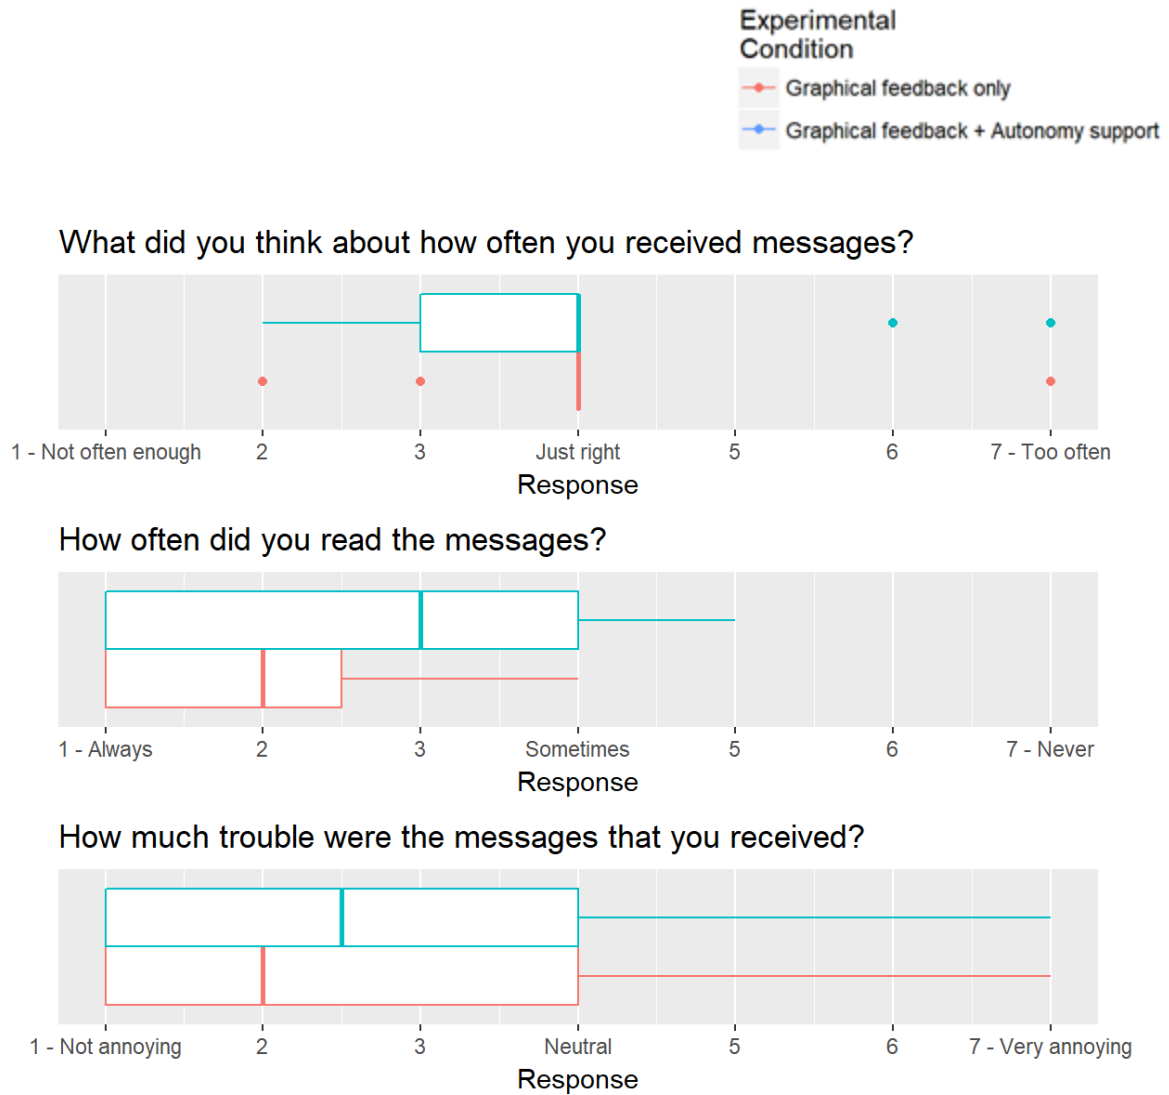 Experimental
Condition
Graphical feedback only
Graphical feedback + Autonomy support
What did you think about how often you received messages?
1 - Not often enough 2 3 Just right 5 6 7 - Too often
Response
How often did you read the messages?
1 - Always 2 3 Sometimes 5 6 7 - Never
Response
How much trouble were the messages that you received?
1 - Not annoying 2 3 Neutral 5 6 7 - Very annoying
Response